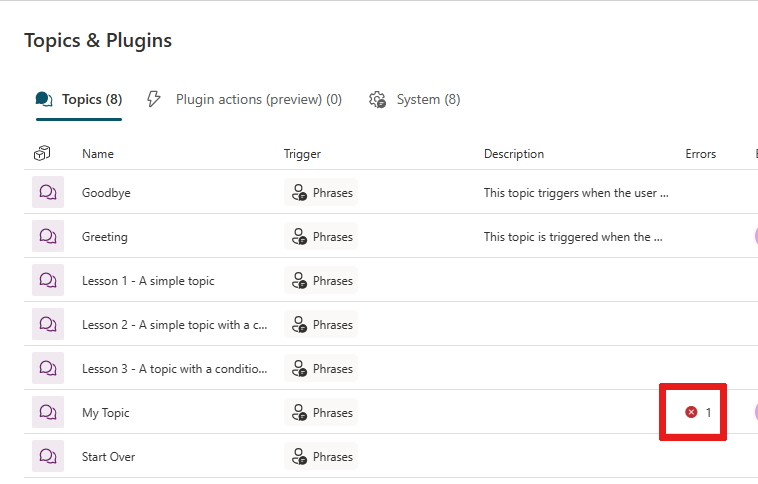 Topics & Plugins
Topics (8) Plugin actions (preview) (0) System (8)
Name Trigger Description Errors
Goodbye Phrases This topic triggers when the user ...
Greeting Phrases This topic is triggered when the ...
Lesson 1 - A simple topic Phrases
Lesson 2 - A simple topic with a c... Phrases
Lesson 3 - A topic with a conditio... Phrases
My Topic Phrases 1
Start Over Phrases